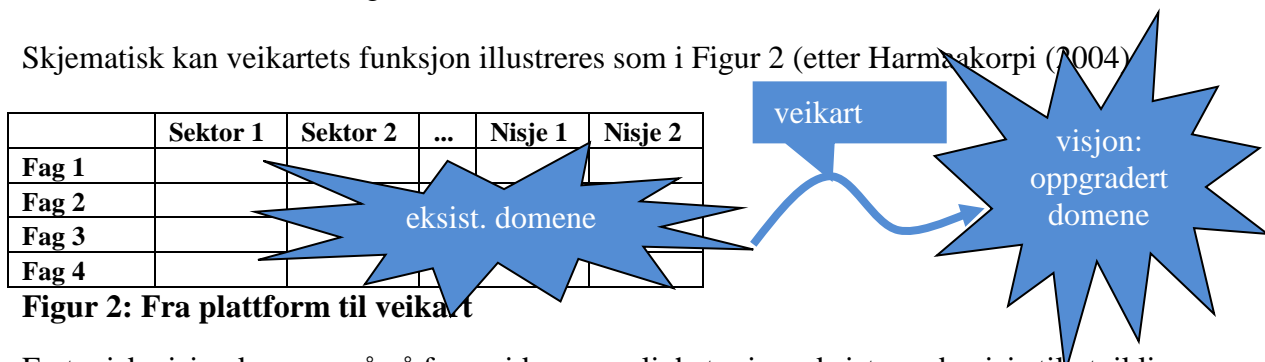 Skjematisk kan veikartets funksjon illustreres som i Figur 2 (etter Harmaakorpi (2004)
veikart
Sektor 1 Sektor 2 ... Nisje 1 Nisje 2
Fag 1
Fag 2
Fag 3
Fag 4
eksist. domene
visjon:
oppgradert
domene
Figur 2: Fra plattform til veikart